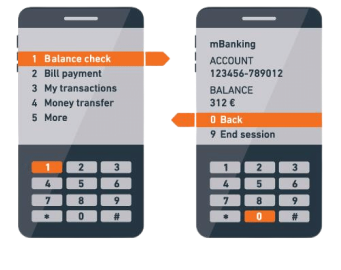 1 Balance check
2 Bill payment
3 My transactions
4 Money transfer
5 More
1 2 3
4 5 6
7 8 9
* 0 #
mBanking
ACCOUNT
123456-789012
BALANCE
312 €
0 Back
9 End session
1 2 3
4 5 6
7 8 9
* 0 #